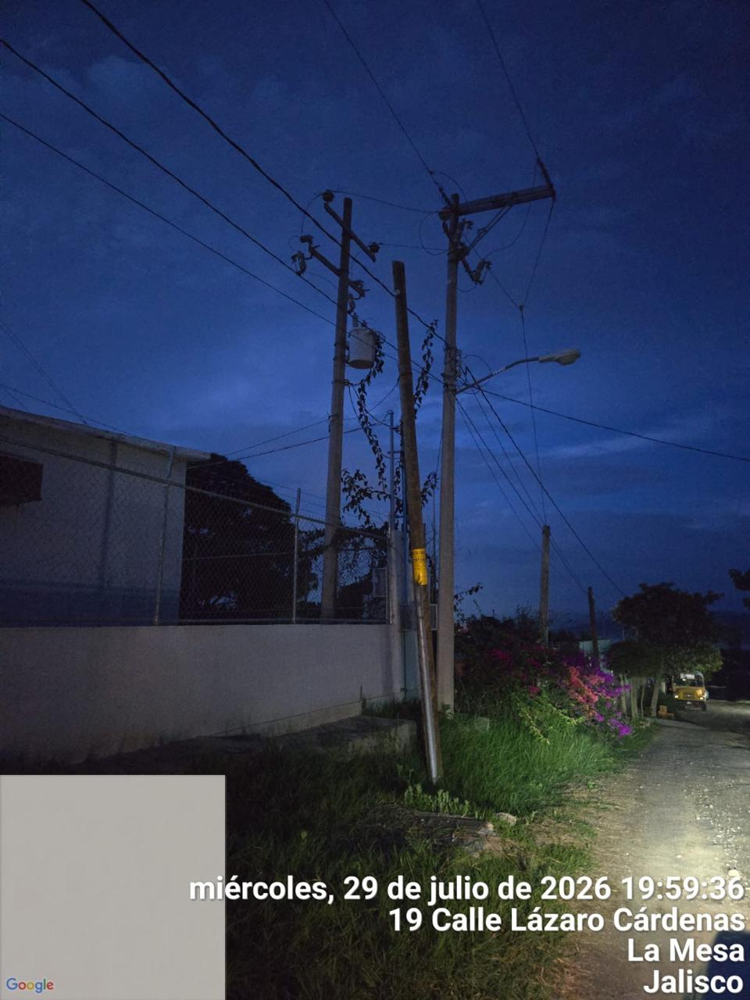 miércoles, 29 de julio de 2026 19:59:36
19 Calle Lázaro Cárdenas
La Mesa
Jalisco
Google